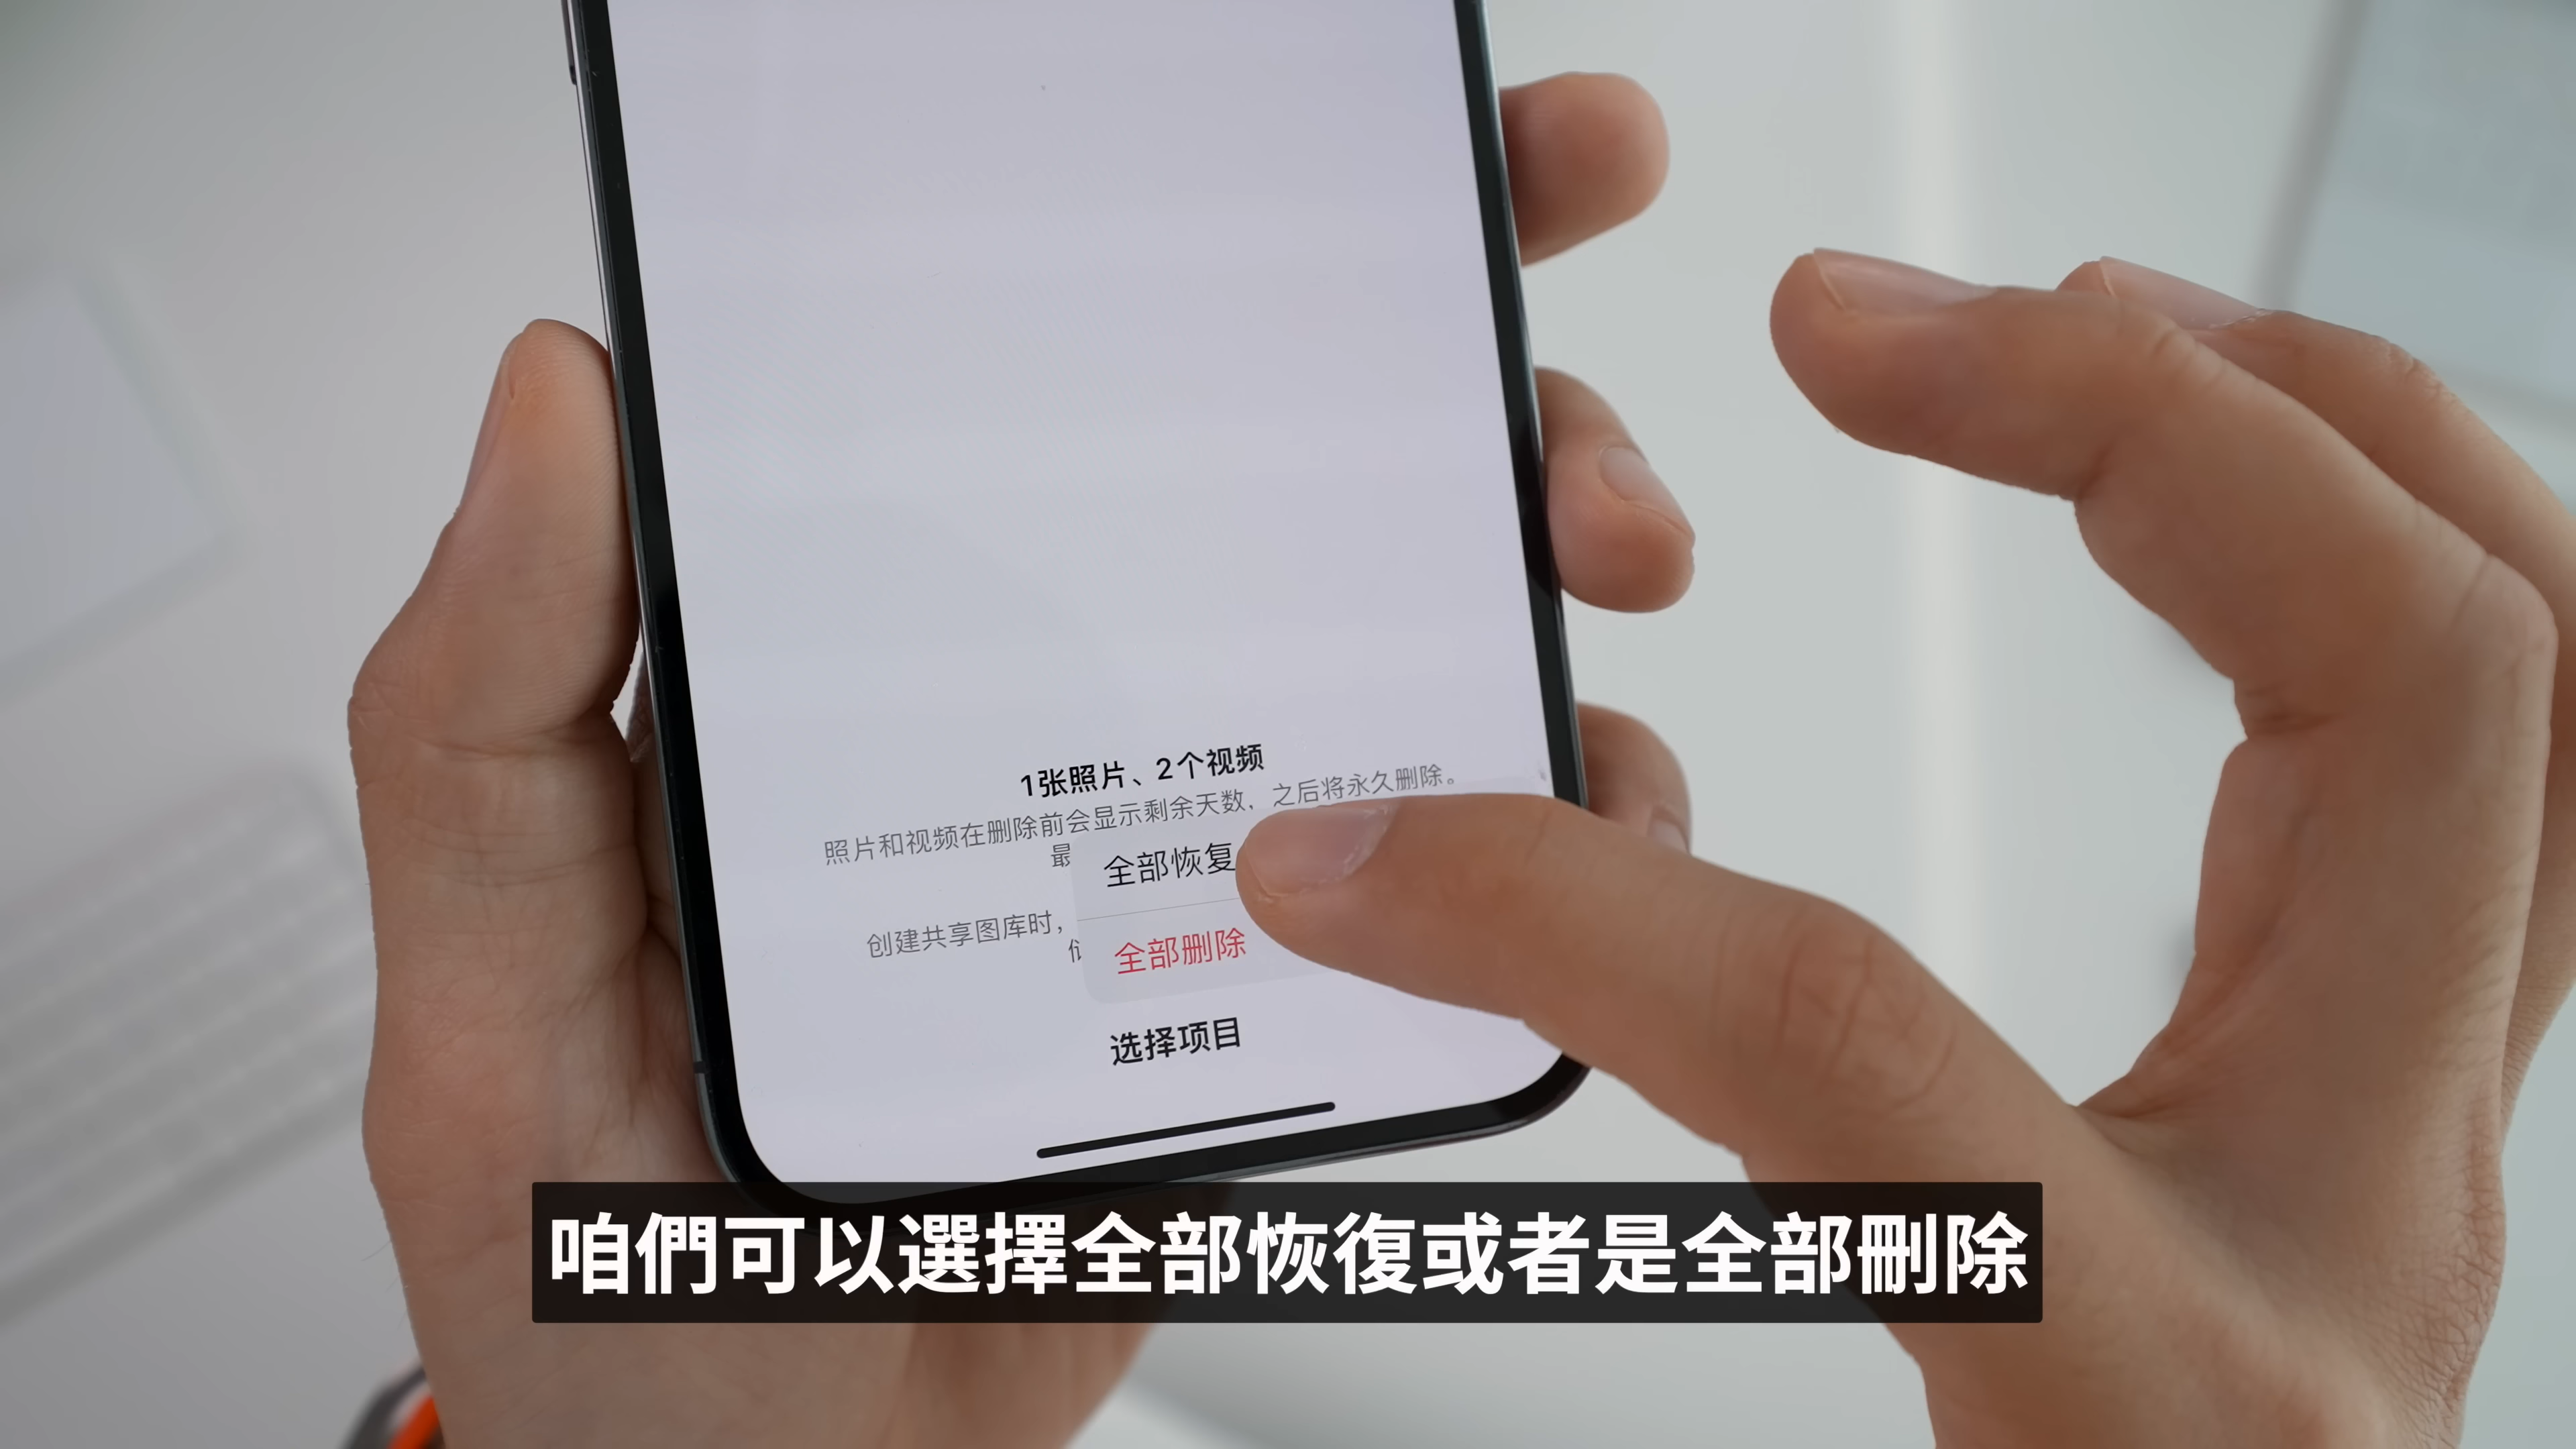 1张照片、2个视频
照片和视频在删除前会显示剩余天数，之后将永久删除。
最
全部恢复
创建共享图库时，
全部删除
选择项目
咱們可以選擇全部恢復或者是全部刪除